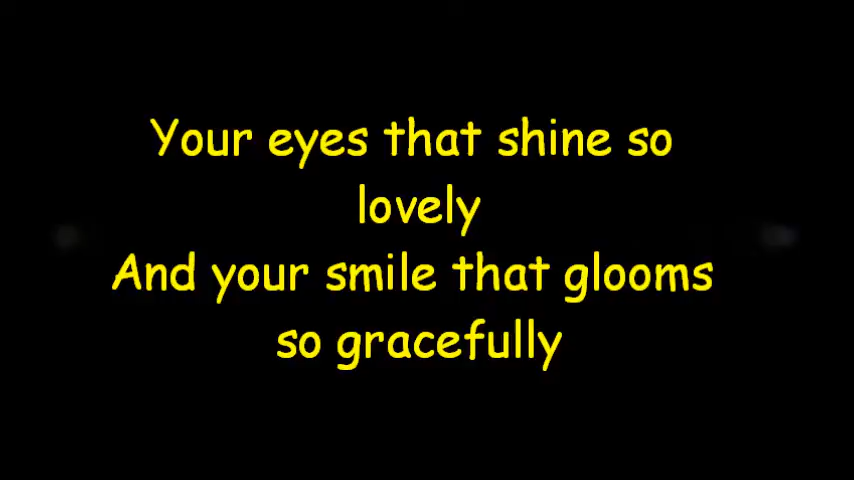 Your eyes that shine so
lovely
And your smile that glooms
so gracefully